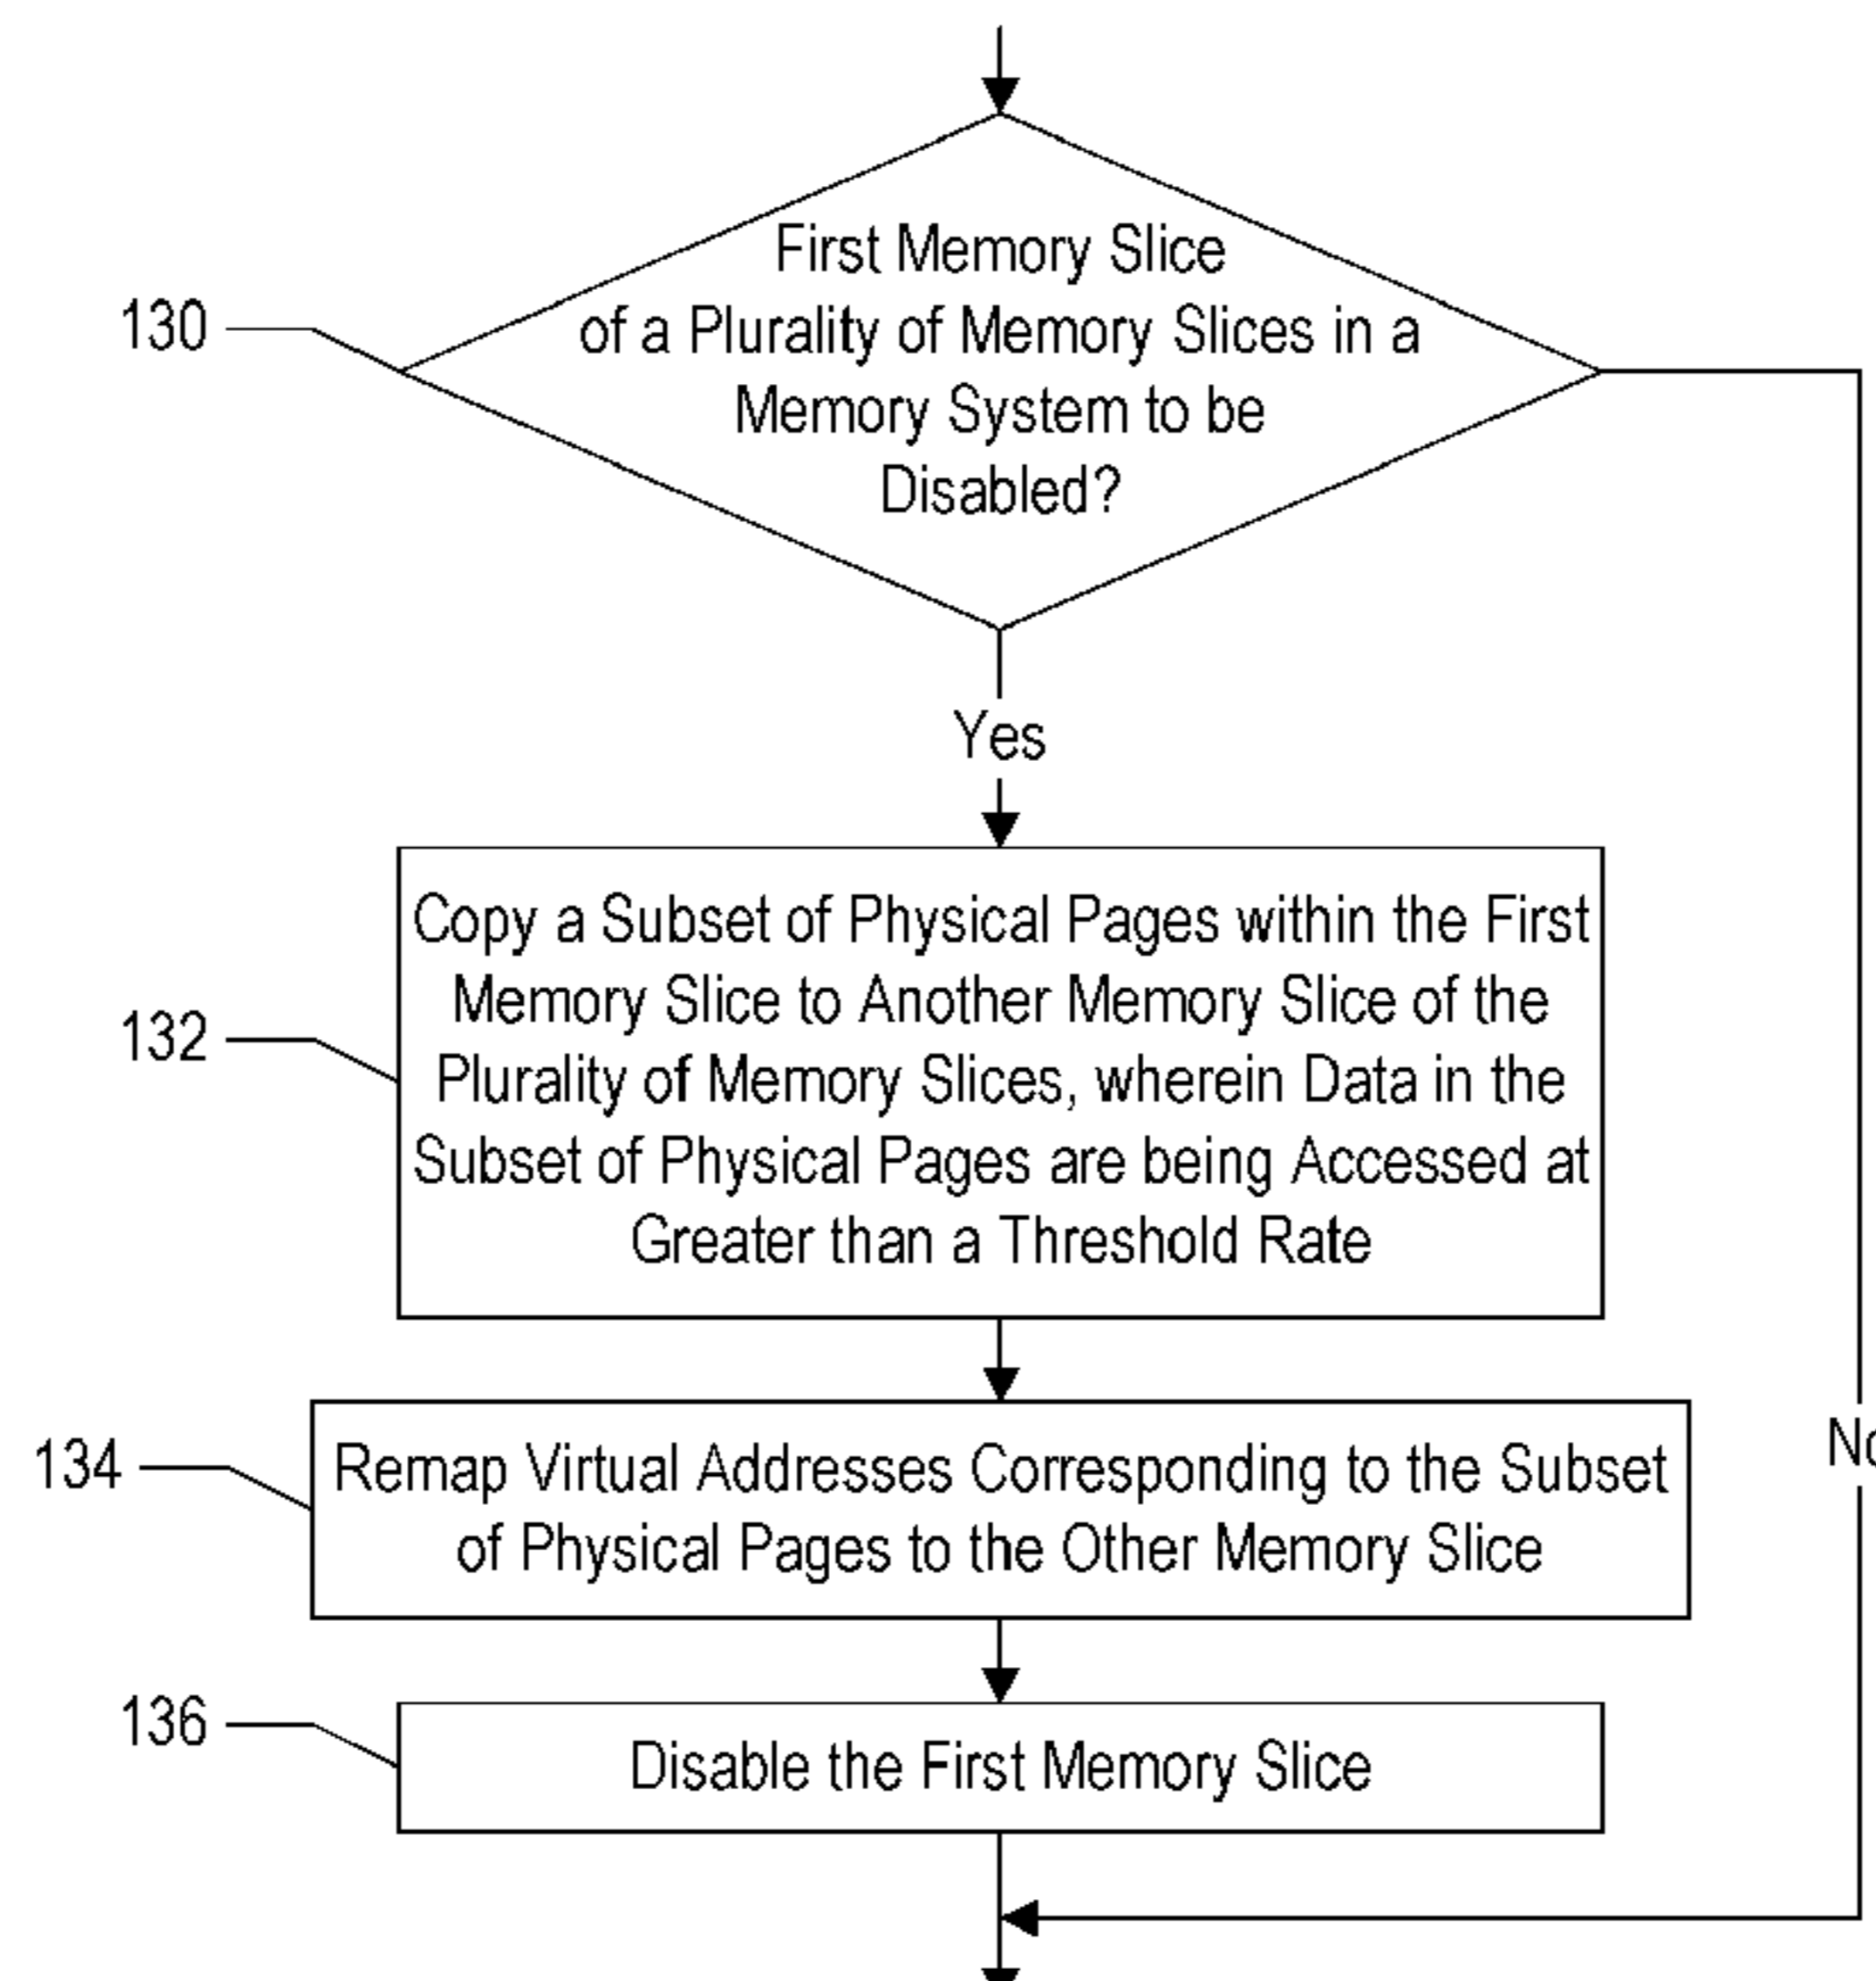 First Memory Slice
of a Plurality of Memory Slices in a
Memory System to be
Disabled?
130
Yes
Copy a Subset of Physical Pages within the First
Memory Slice to Another Memory Slice of the
Plurality of Memory Slices, wherein Data in the
Subset of Physical Pages are being Accessed at
Greater than a Threshold Rate
132
Remap Virtual Addresses Corresponding to the Subset
of Physical Pages to the Other Memory Slice
134
No
Disable the First Memory Slice
136